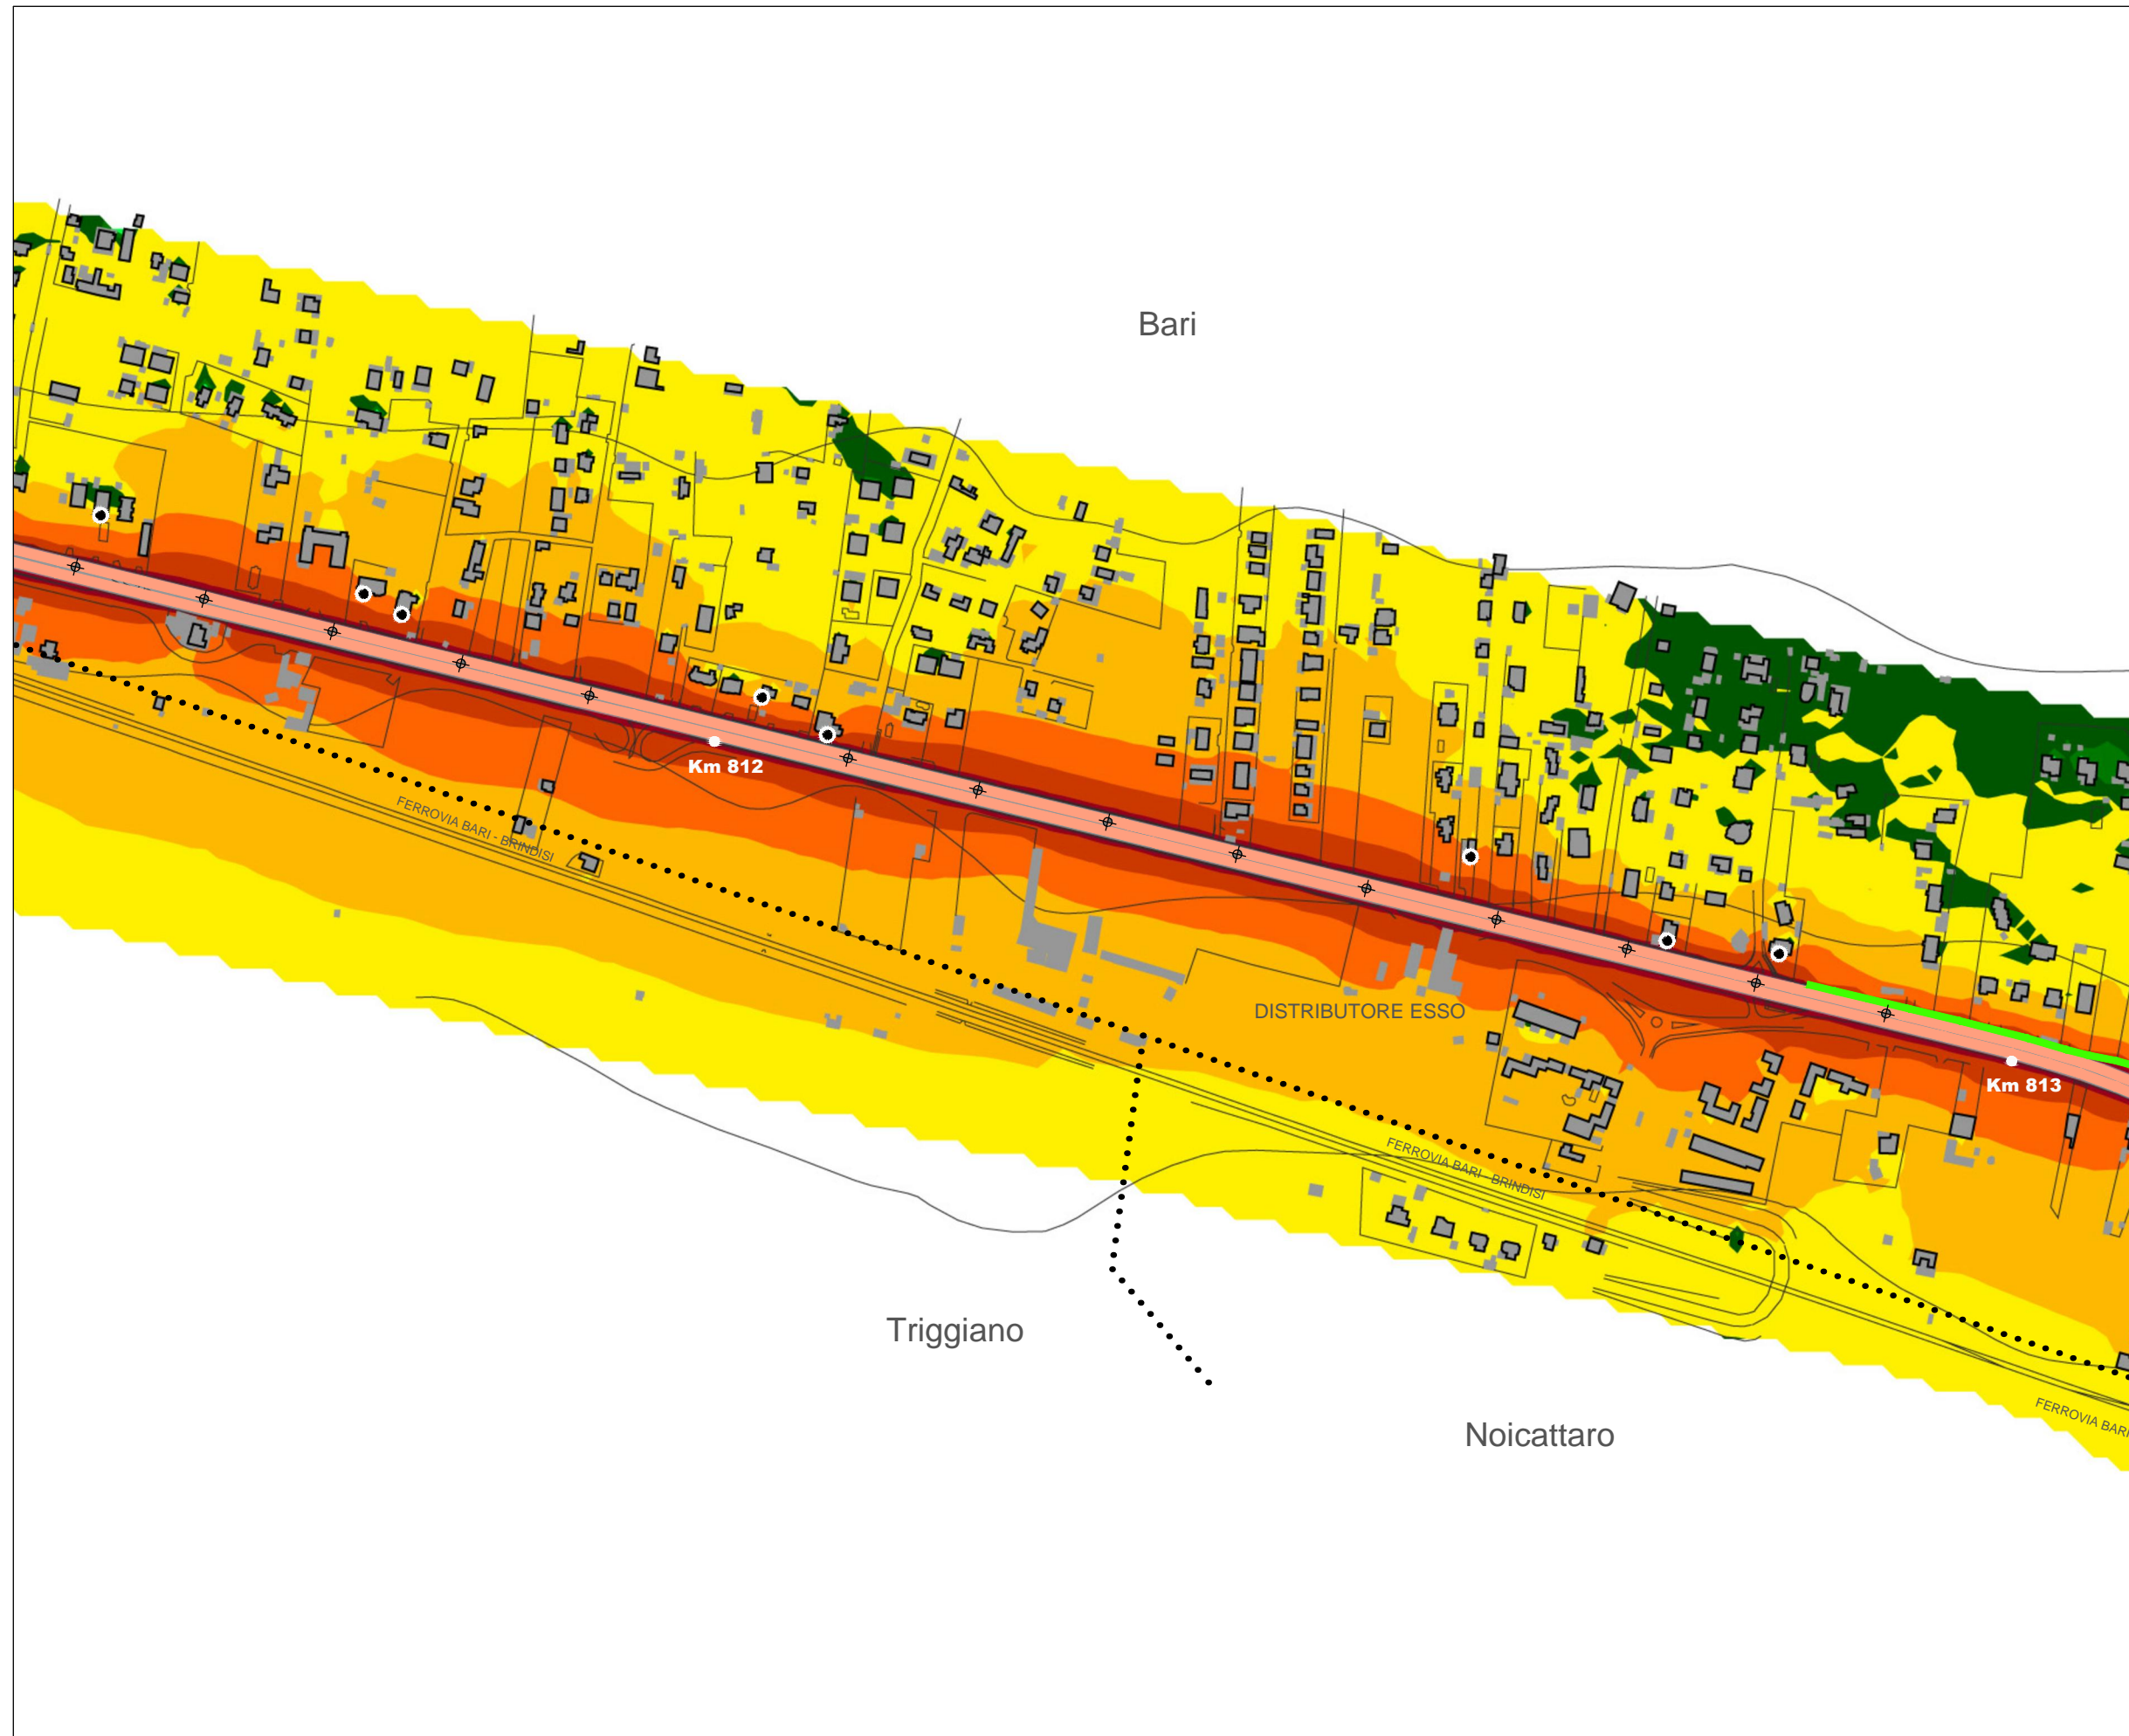 Bari
Km 812
FERROVIA BARI - BRINDISI
DISTRIBUTORE ESSO
Km 813
FERROVIA BARI - BRINDISI
Triggiano
FERROVIA BARI
Noicattaro